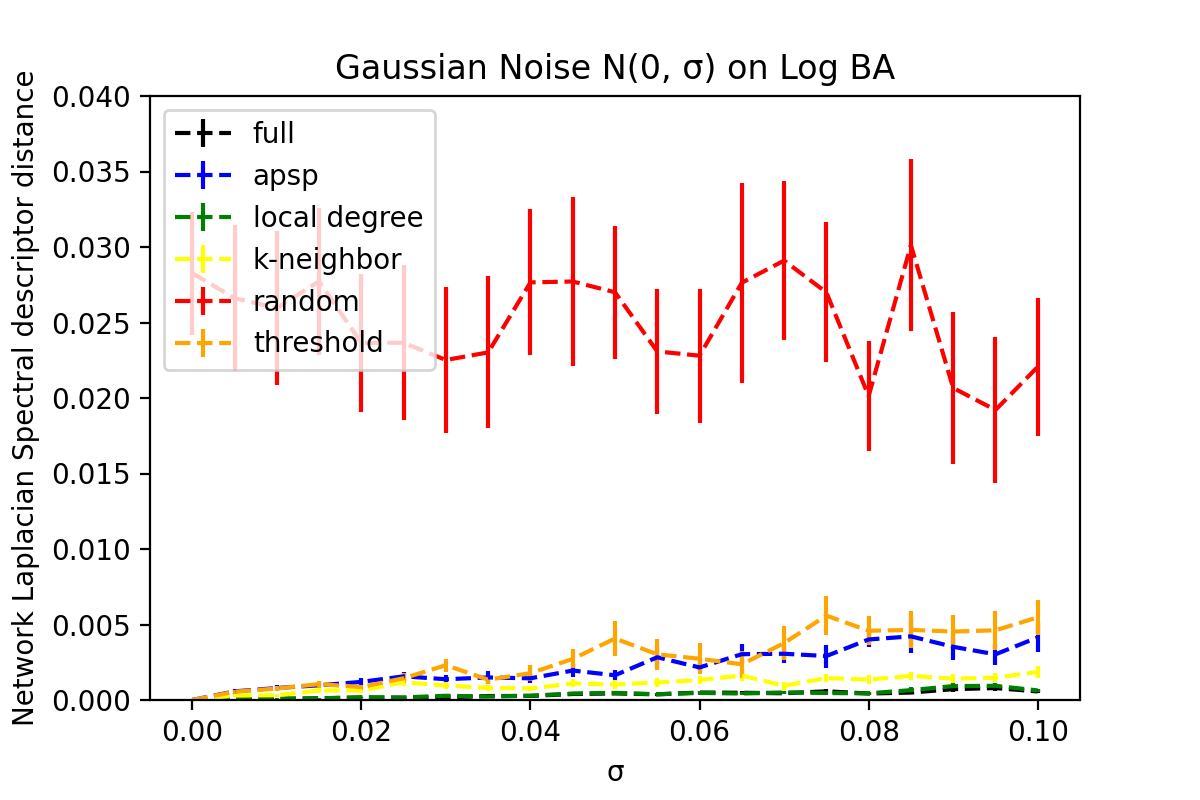 Gaussian Noise N(0, σ) on Log BA
Network Laplacian Spectral descriptor distance
0.040
0.035
0.030
0.025
0.020
0.015
0.010
0.005
0.000
full
apsp
local degree
k-neighbor
random
threshold
0.00 0.02 0.04 0.06 0.08 0.10
σ